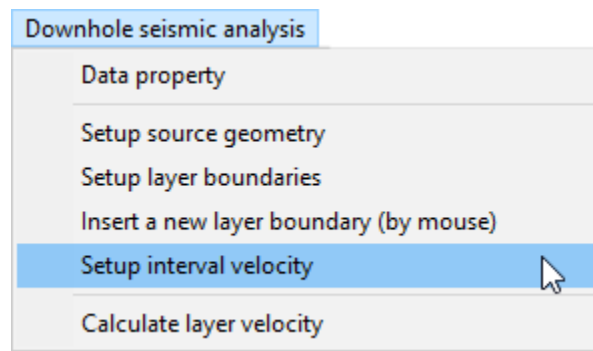 Downhole seismic analysis
Data property
Setup source geometry
Setup layer boundaries
Insert a new layer boundary (by mouse)
Setup interval velocity
Calculate layer velocity